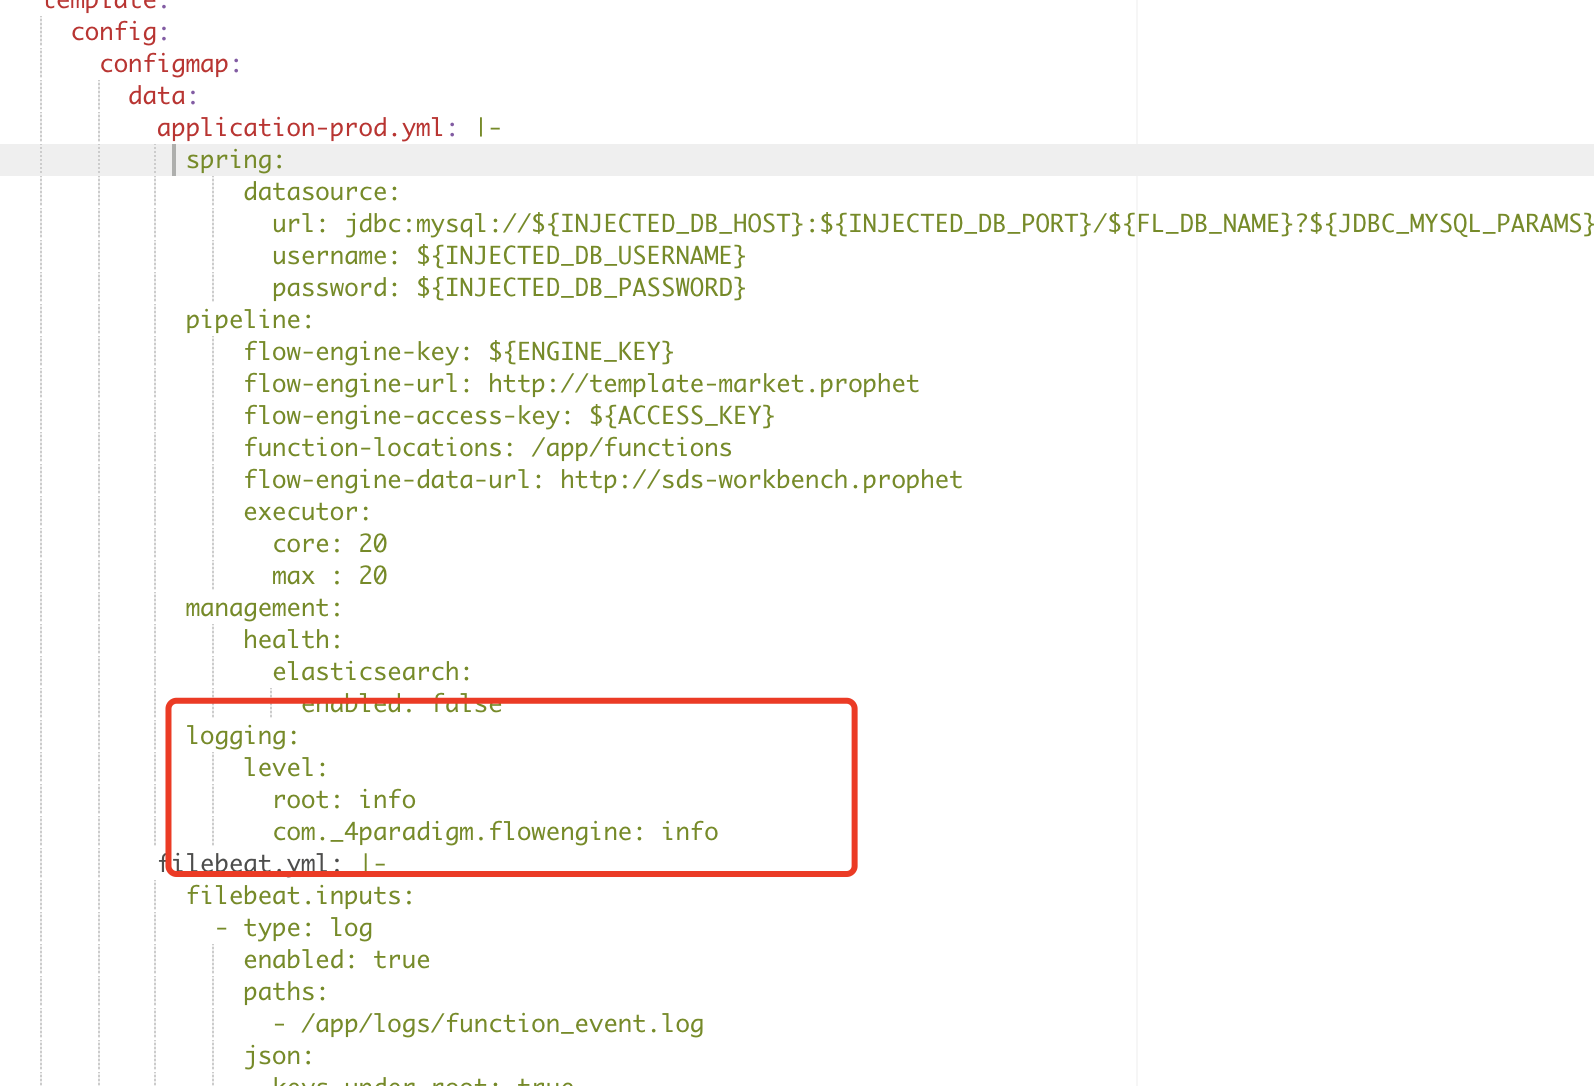 template:
config:
configmap:
data:
application-prod.yml: |-
spring:
datasource:
url: jdbc:mysql://${INJECTED_DB_HOST}:${INJECTED_DB_PORT}/${FL_DB_NAME}?${JDBC_MYSQL_PARAMS}
username: ${INJECTED_DB_USERNAME}
password: ${INJECTED_DB_PASSWORD}
pipeline:
flow-engine-key: ${ENGINE_KEY}
flow-engine-url: http://template-market.prophet
flow-engine-access-key: ${ACCESS_KEY}
function-locations: /app/functions
flow-engine-data-url: http://sds-workbench.prophet
executor:
core: 20
max : 20
management:
health:
elasticsearch:
enabled: false
logging:
level:
root: info
com._4paradigm.flowengine: info
filebeat.yml: |-
filebeat.inputs:
- type: log
enabled: true
paths:
- /app/logs/function_event.log
json:
keys_under_root: true